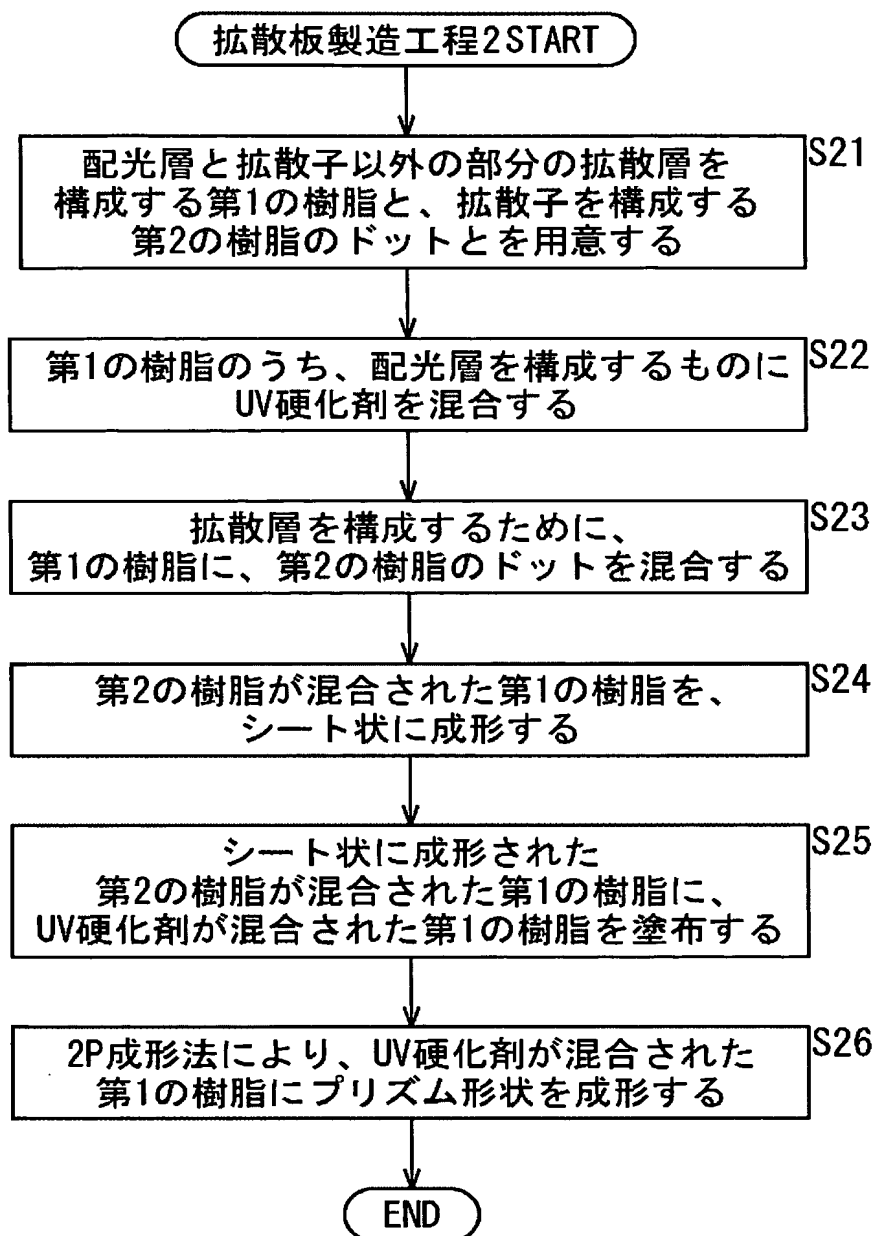 拡散板製造工程2START
S21
配光層と拡散子以外の部分の拡散層を
構成する第1の樹脂と、拡散子を構成する
第2の樹脂のドットとを用意する
S22
第1の樹脂のうち、配光層を構成するものに
UV硬化剤を混合する
S23
拡散層を構成するために、
第1の樹脂に、第2の樹脂のドットを混合する
S24
第2の樹脂が混合された第1の樹脂を、
シート状に成形する
S25
シート状に成形された
第2の樹脂が混合された第1の樹脂に、
UV硬化剤が混合された第1の樹脂を塗布する
S26
2P成形法により、UV硬化剤が混合された
第1の樹脂にプリズム形状を成形する
END